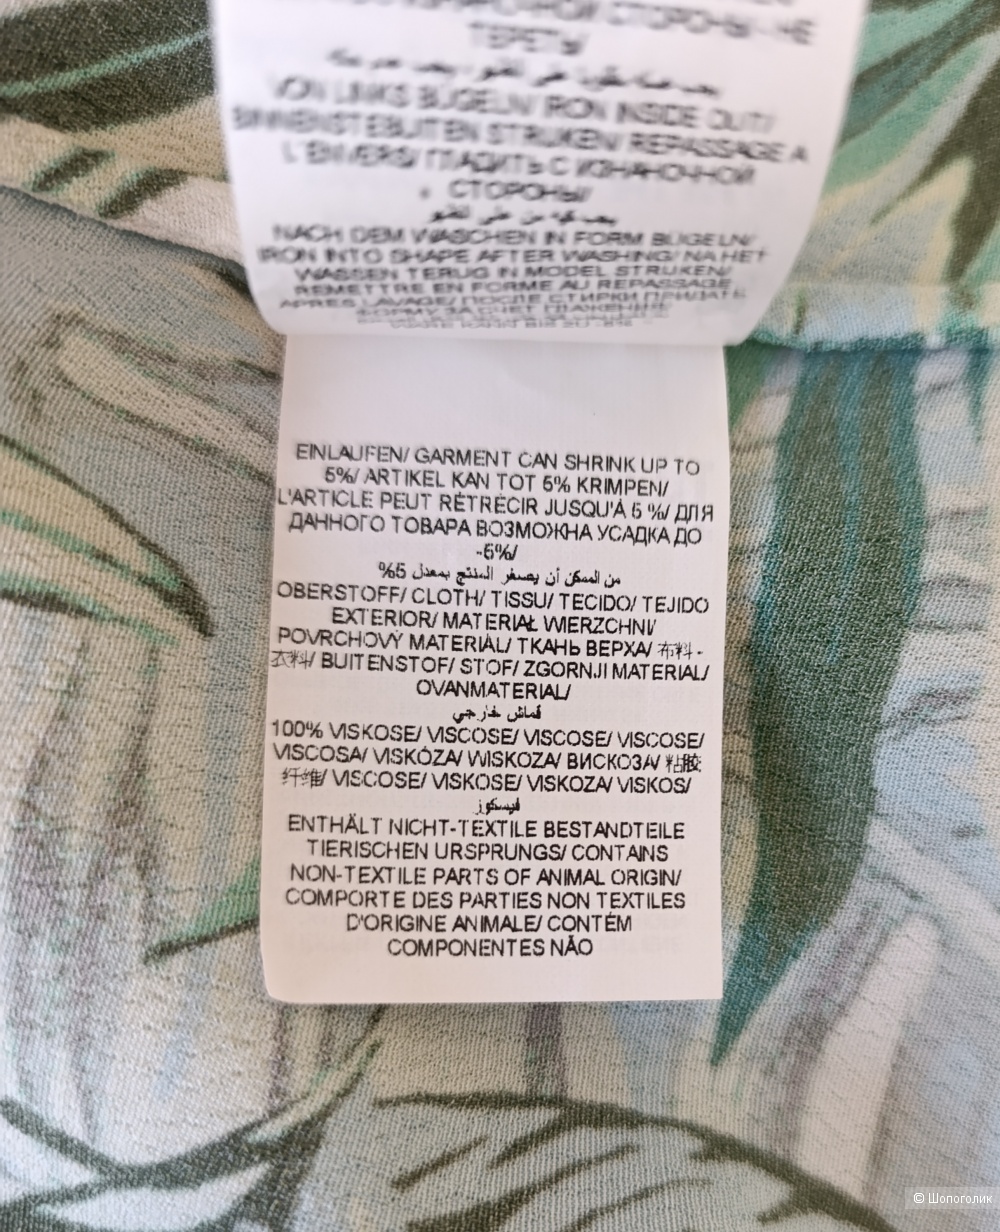 ТЕРЕТЬ/
VON LINKS BÜGELN/ IRON INSIDE OUT/
BINNENSTEBUITEN STRIJKEN/ REPASSAGE A
L'ENVERS/ ГЛАДИТЬ С ИЗНАНОЧНОЙ
СТОРОНЫ/
NACH DEM WASCHEN IN FORM BÜGELN/
IRON INTO SHAPE AFTER WASHING/ NA HET
WASSEN TERUG IN MODEL STRIJKEN/
REMETTRE EN FORME AU REPASSAGE
APRÈS LAVAGE/ ПОСЛЕ СТИРКИ ПРИДАТЬ
ФОРМУ ЗА СЧЕТ ГЛАЖЕНИЯ/
EINLAUFEN/ GARMENT CAN SHRINK UP TO
5%/ ARTIKEL KAN TOT 5% KRIMPEN/
L'ARTICLE PEUT RÉTRÉCIR JUSQU'À 5 %/ ДЛЯ
ДАННОГО ТОВАРА ВОЗМОЖНА УСАДКА ДО
-5%/
من الممكن أن يصغر المنتج بمعدل 5%
OBERSTOFF/ CLOTH/ TISSU/ TECIDO/ TEJIDO
EXTERIOR/ MATERIAŁ WIERZCHNI/
POVRCHOVÝ MATERIÁL/ ТКАНЬ ВЕРХА/ 布料-
衣料/ BUITENSTOF/ STOF/ ZGORNJI MATERIAL/
OVANMATERIAL/
قماش خارجي
100% VISKOSE/ VISCOSE/ VISCOSE/ VISCOSE/
VISCOSA/ VISKÓZA/ WISKOZA/ ВИСКОЗА/ 粘胶
纤维/ VISCOSE/ VISKOSE/ VISKOZA/ VISKOS/
فيسكوز
ENTHÄLT NICHT-TEXTILE BESTANDTEILE
TIERISCHEN URSPRUNGS/ CONTAINS
NON-TEXTILE PARTS OF ANIMAL ORIGIN/
COMPORTE DES PARTIES NON TEXTILES
D'ORIGINE ANIMALE/ CONTÉM
COMPONENTES NÃO
© Шопоголик